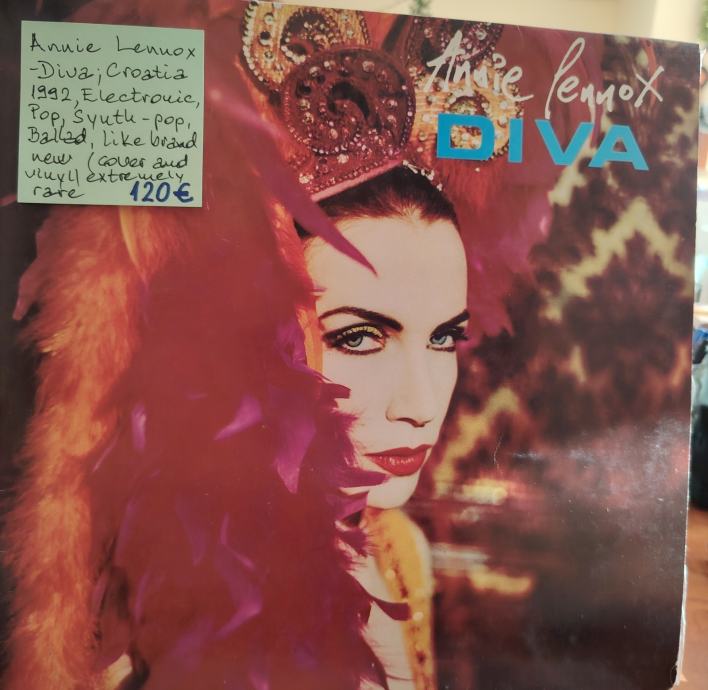 Annie Lennox
-Diva; Croatia
1992, Electronic,
Pop, Synth-pop,
Ballad, like brand
new (cover and
vinyl) extremely
rare 120€
Annie Lennox
DIVA